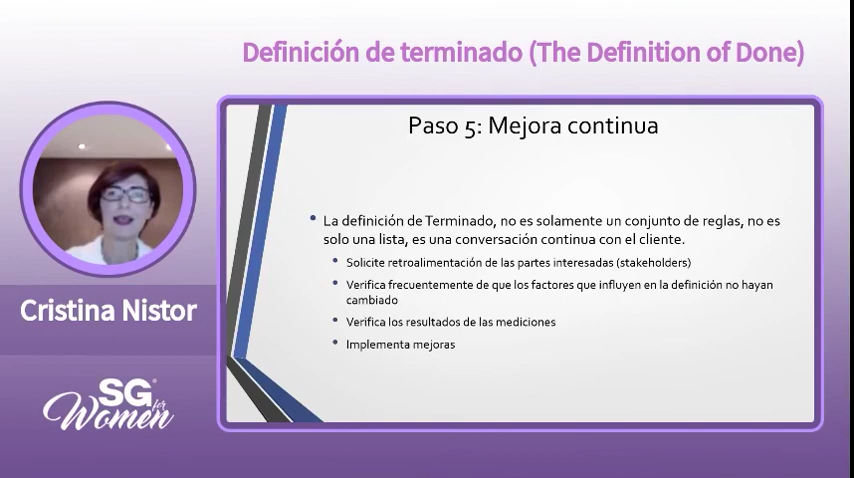 Definición de terminado (The Definition of Done)
Paso 5: Mejora continua
La definición de Terminado, no es solamente un conjunto de reglas, no es
solo una lista, es una conversación continua con el cliente.
Solicite retroalimentación de las partes interesadas (stakeholders)
Verifica frecuentemente de que los factores que influyen en la definición no hayan
cambiado
Verifica los resultados de las mediciones
Implementa mejoras
Cristina Nistor
SG
for
Women